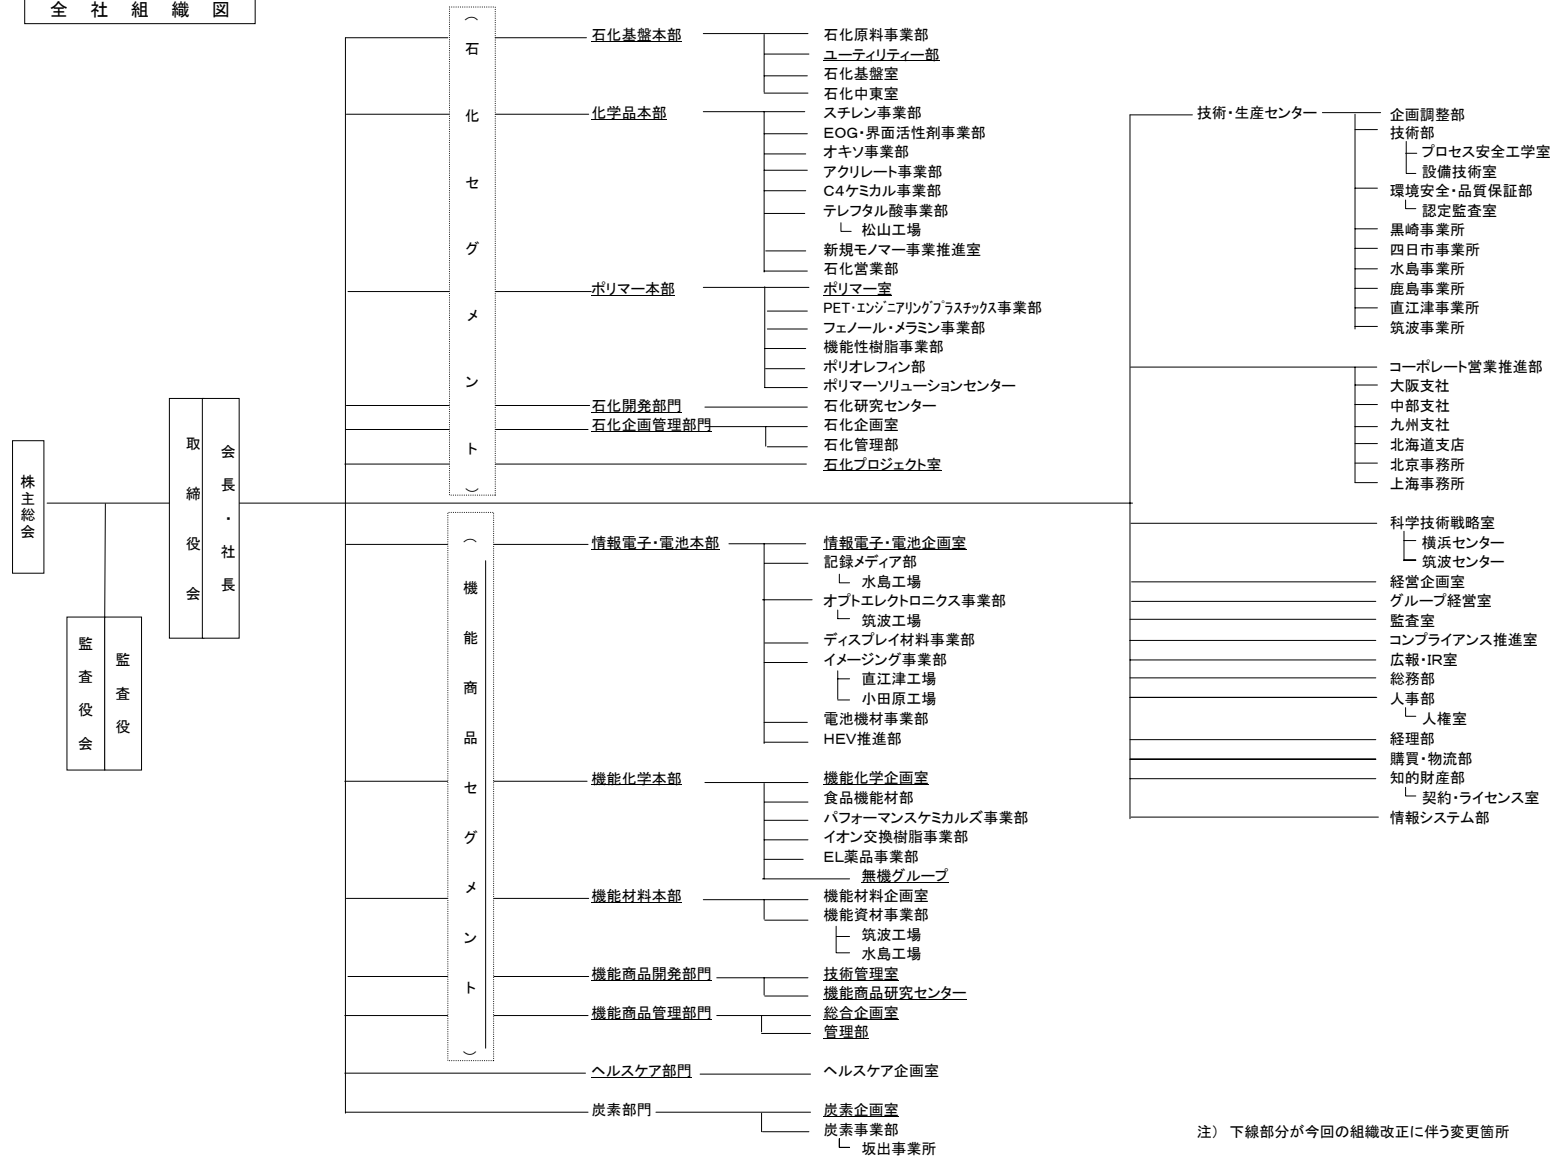 全社組織図
株主総会
取締役会
会長・社長
監査役会
監査役
(石化セグメント)
石化基盤本部
石化原料事業部
ユーティリティー部
石化基盤室
石化中東室
化学品本部
スチレン事業部
EOG・界面活性剤事業部
オキソ事業部
アクリレート事業部
C4ケミカル事業部
テレフタル酸事業部
松山工場
新規モノマー事業推進室
石化営業部
ポリマー本部
ポリマー室
PET・エンジニアリングプラスチックス事業部
フェノール・メラミン事業部
機能性樹脂事業部
ポリオレフィン部
ポリマーソリューションセンター
石化開発部門
石化研究センター
石化企画管理部門
石化企画室
石化管理部
石化プロジェクト室
(機能商品セグメント)
情報電子・電池本部
情報電子・電池企画室
記録メディア部
水島工場
オプトエレクトロニクス事業部
筑波工場
ディスプレイ材料事業部
イメージング事業部
直江津工場
小田原工場
電池機材事業部
HEV推進部
機能化学本部
機能化学企画室
食品機能材部
パフォーマンスケミカルズ事業部
イオン交換樹脂事業部
EL薬品事業部
無機グループ
機能材料本部
機能材料企画室
機能資材事業部
筑波工場
水島工場
機能商品開発部門
技術管理室
機能商品研究センター
機能商品管理部門
総合企画室
管理部
ヘルスケア部門
ヘルスケア企画室
炭素部門
炭素企画室
炭素事業部
坂出事業所
技術・生産センター
企画調整部
技術部
プロセス安全工学室
設備技術室
環境安全・品質保証部
認定監査室
黒崎事業所
四日市事業所
水島事業所
鹿島事業所
直江津事業所
筑波事業所
コーポレート営業推進部
大阪支社
中部支社
九州支社
北海道支店
北京事務所
上海事務所
科学技術戦略室
横浜センター
筑波センター
経営企画室
グループ経営室
監査室
コンプライアンス推進室
広報・IR室
総務部
人事部
人権室
経理部
購買・物流部
知的財産部
契約・ライセンス室
情報システム部
注) 下線部分が今回の組織改正に伴う変更箇所